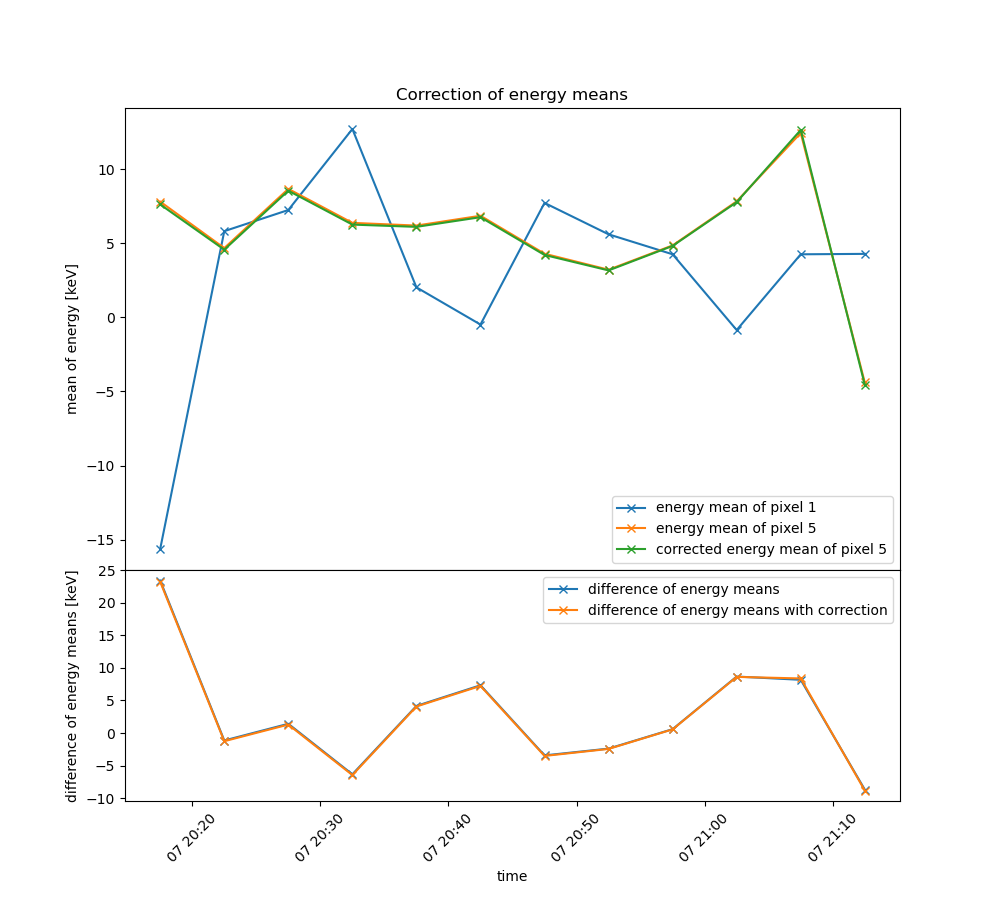 Correction of energy means
mean of energy [keV]
10
5
0
−5
−10
−15
energy mean of pixel 1
energy mean of pixel 5
corrected energy mean of pixel 5
difference of energy means [keV]
25
20
15
10
5
0
−5
−10
difference of energy means
difference of energy means with correction
07 20:20
07 20:30
07 20:40
07 20:50
07 21:00
07 21:10
time